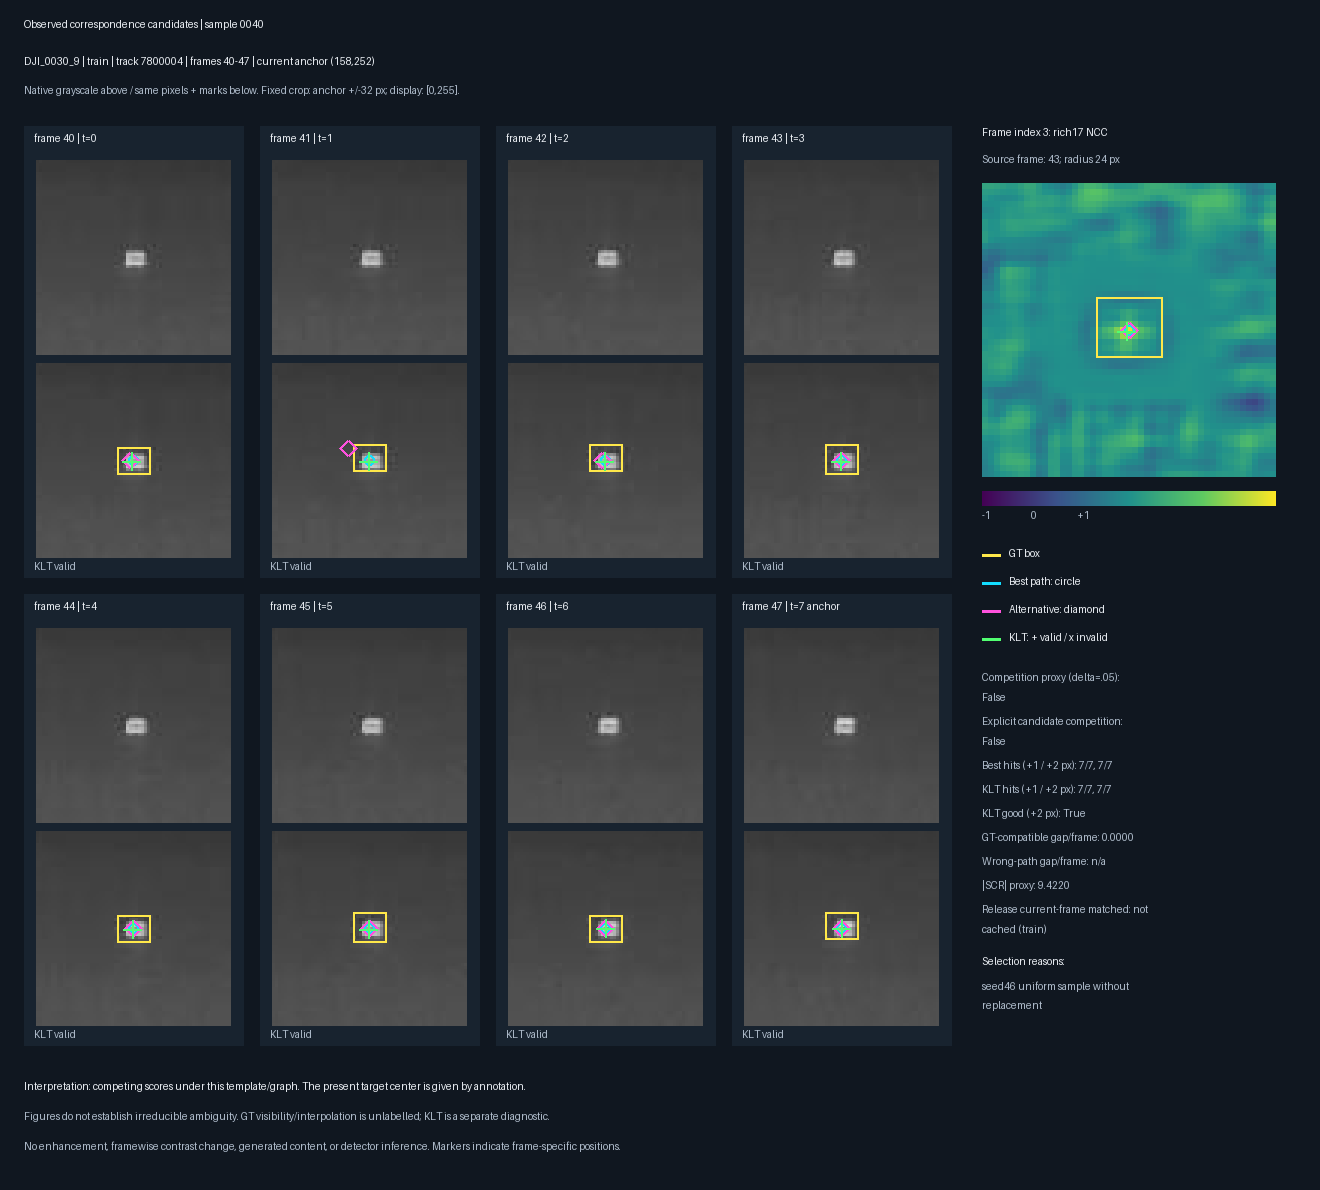 Observed correspondence candidates | sample 0040
DJI_0030_9 | train | track 7800004 | frames 40-47 | current anchor (158,252)
Native grayscale above / same pixels + marks below. Fixed crop: anchor +/-32 px; display: [0,255].
frame 40 | t=0
frame 41 | t=1
frame 42 | t=2
frame 43 | t=3
KLT valid
KLT valid
KLT valid
KLT valid
frame 44 | t=4
frame 45 | t=5
frame 46 | t=6
frame 47 | t=7 anchor
KLT valid
KLT valid
KLT valid
KLT valid
Frame index 3: rich17 NCC
Source frame: 43; radius 24 px
-1 0 +1
GT box
Best path: circle
Alternative: diamond
KLT: + valid / x invalid
Competition proxy (delta=.05):
False
Explicit candidate competition:
False
Best hits (+1 / +2 px): 7/7, 7/7
KLT hits (+1 / +2 px): 7/7, 7/7
KLT good (+2 px): True
GT-compatible gap/frame: 0.0000
Wrong-path gap/frame: n/a
|SCR| proxy: 9.4220
Release current-frame matched: not
cached (train)
Selection reasons:
seed46 uniform sample without
replacement
Interpretation: competing scores under this template/graph. The present target center is given by annotation.
Figures do not establish irreducible ambiguity. GT visibility/interpolation is unlabelled; KLT is a separate diagnostic.
No enhancement, framewise contrast change, generated content, or detector inference. Markers indicate frame-specific positions.